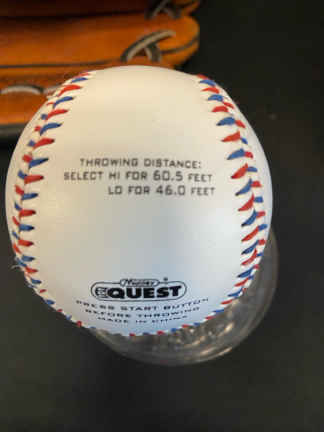 THROWING DISTANCE:
SELECT HI FOR 60.5 FEET
LO FOR 46.0 FEET
QUEST
PRESS START BUTTON
BEFORE THROWING
MADE IN CHINA